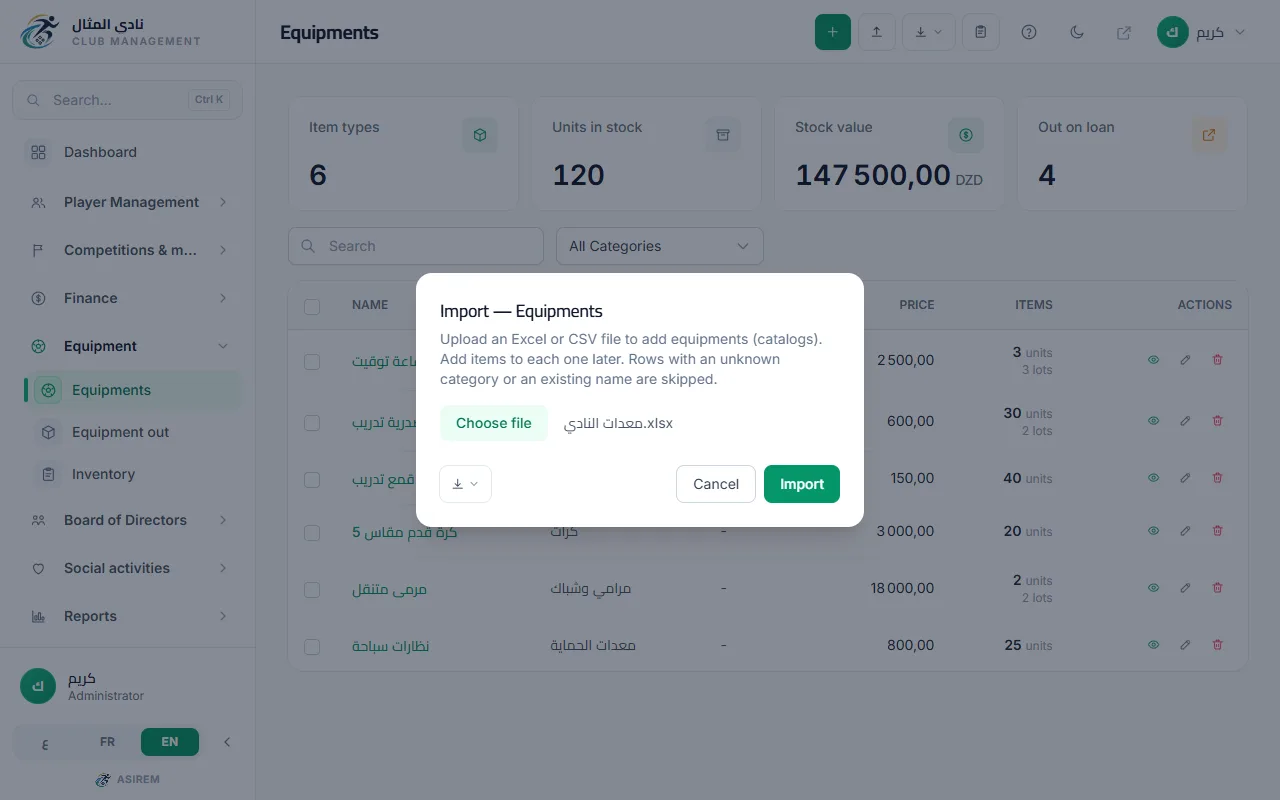 نادي المثال
CLUB MANAGEMENT
Equipments
ك
كريم
Search...
Ctrl K
Dashboard
Player Management
Competitions & m...
Finance
Equipment
Equipments
Equipment out
Inventory
Board of Directors
Social activities
Reports
ك
كريم
Administrator
ع
FR
EN
ASIREM
Item types
6
Units in stock
120
Stock value
147 500,00 DZD
Out on loan
4
Search
All Categories
NAME
PRICE
ITEMS
ACTIONS
2 500,00
3 units
3 lots
600,00
30 units
2 lots
قمع تدريب
150,00
40 units
كرة قدم مقاس 5
كرات
-
3 000,00
20 units
مرمى متنقل
مرامي وشباك
-
18 000,00
2 units
2 lots
نظارات سباحة
معدات الحماية
-
800,00
25 units
Import — Equipments
Upload an Excel or CSV file to add equipments (catalogs).
Add items to each one later. Rows with an unknown
category or an existing name are skipped.
Choose file
معدات النادي.xlsx
Cancel
Import